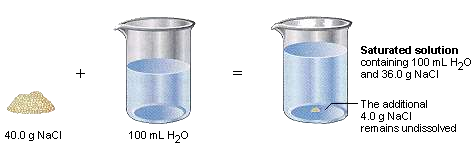 +
=
Saturated solution
containing 100 mL H₂O
and 36.0 g NaCl
The additional
4.0 g NaCl
remains undissolved
40.0 g NaCl
100 mL H₂O